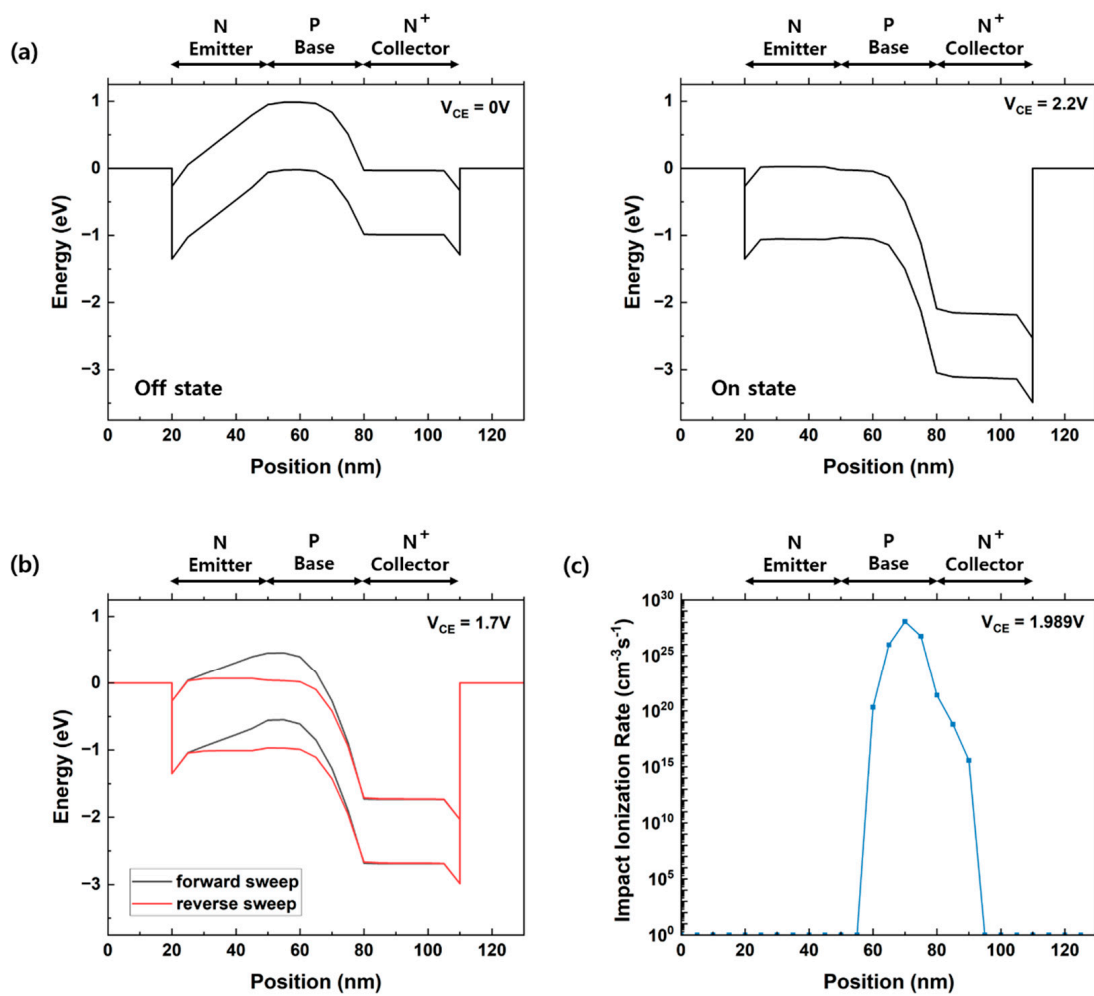 (a)
N
Emitter
P
Base
N+
Collector
VCE = 0V
1
0
−1
−2
−3
Energy (eV)
Off state
0 20 40 60 80 100 120
Position (nm)
N
Emitter
P
Base
N+
Collector
VCE = 2.2V
1
0
−1
−2
−3
Energy (eV)
On state
0 20 40 60 80 100 120
Position (nm)
(b)
N
Emitter
P
Base
N+
Collector
VCE = 1.7V
1
0
−1
−2
−3
Energy (eV)
forward sweep
reverse sweep
0 20 40 60 80 100 120
Position (nm)
(c)
N
Emitter
P
Base
N+
Collector
VCE = 1.989V
10^30
10^25
10^20
10^15
10^10
10^5
10^0
Impact Ionization Rate (cm^-3s^-1)
0 20 40 60 80 100 120
Position (nm)